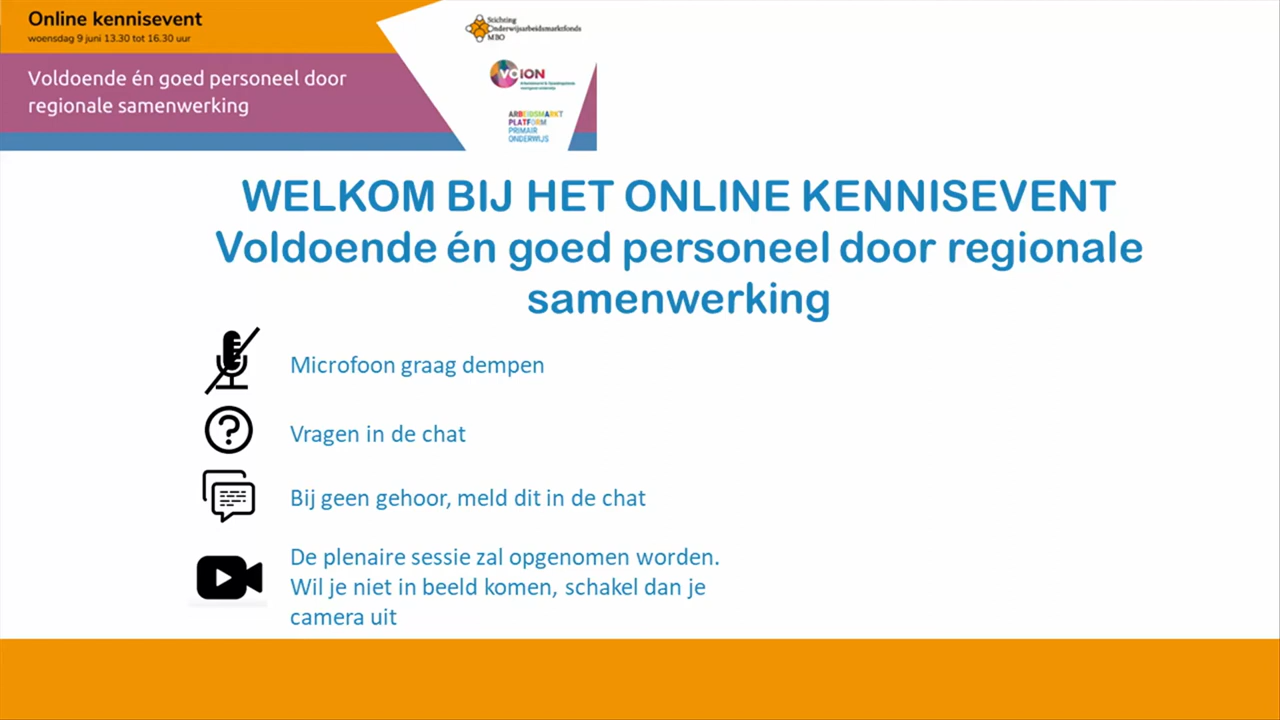 Online kennisevent
woensdag 9 juni 13.30 tot 16.30 uur
Voldoende én goed personeel door
regionale samenwerking
Stichting
Onderwijsarbeidsmarktfonds
MBO
VOION
ARBEIDSMARKT
PLATFORM
PRIMAIR
ONDERWIJS
WELKOM BIJ HET ONLINE KENNISEVENT
Voldoende én goed personeel door regionale
samenwerking
Microfoon graag dempen
Vragen in de chat
Bij geen gehoor, meld dit in de chat
De plenaire sessie zal opgenomen worden.
Wil je niet in beeld komen, schakel dan je
camera uit